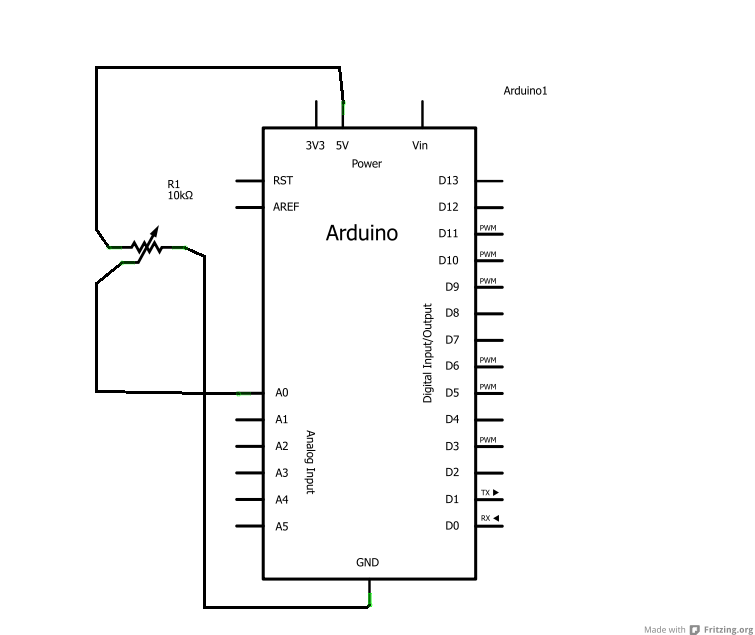 Arduino1
3V3
5V
Vin
Power
R1
10kΩ
RST
AREF
Arduino
D13
D12
D11
PWM
D10
PWM
D9
PWM
D8
D7
D6
PWM
D5
PWM
D4
D3
PWM
D2
D1
TX
D0
RX
Digital Input/Output
A0
A1
A2
A3
A4
A5
Analog Input
GND
Made with Fritzing.org